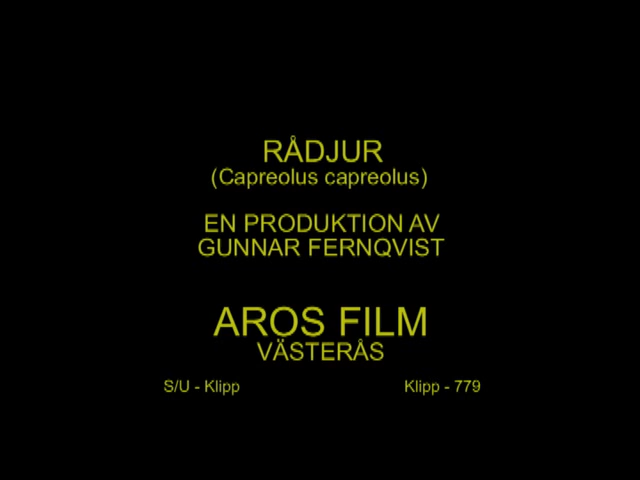 RÅDJUR
(Capreolus capreolus)
EN PRODUKTION AV
GUNNAR FERNQVIST
AROS FILM
VÄSTERÅS
S/U - Klipp Klipp - 779